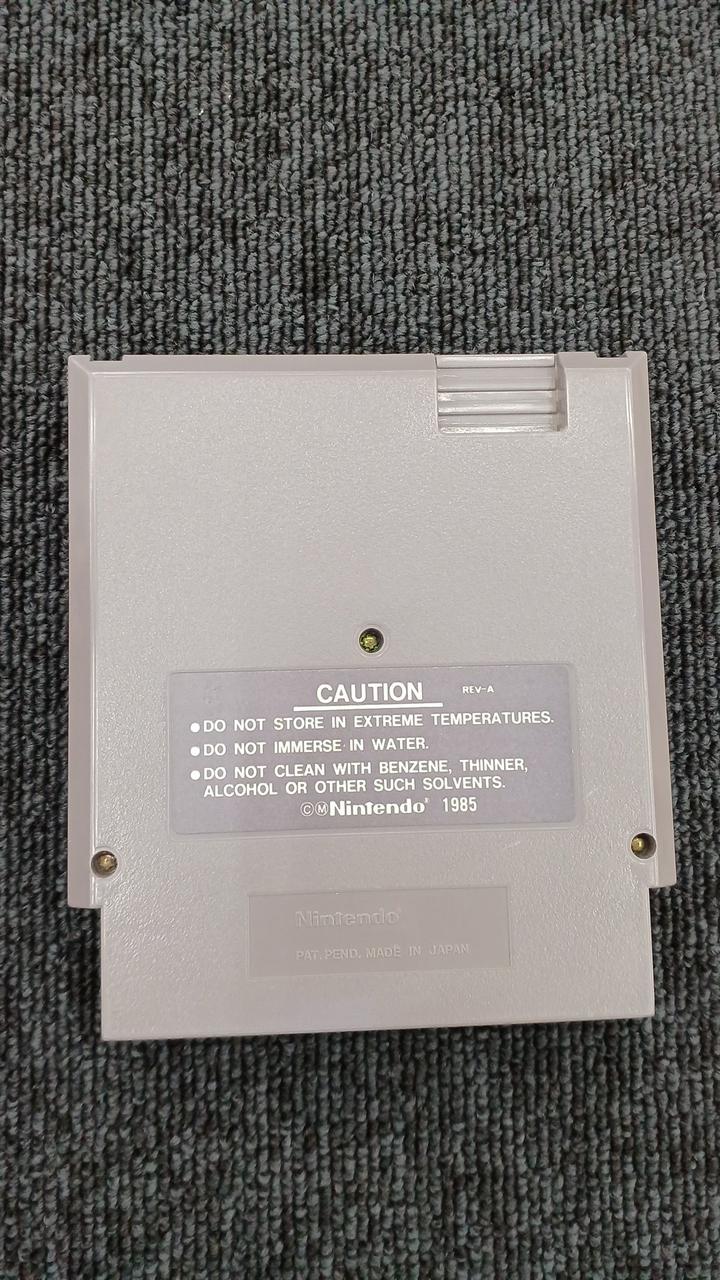 CAUTION REV-A
●DO NOT STORE IN EXTREME TEMPERATURES.
●DO NOT IMMERSE IN WATER.
●DO NOT CLEAN WITH BENZENE, THINNER,
ALCOHOL OR OTHER SUCH SOLVENTS.
ⒸⓂNintendo® 1985
Nintendo®
PAT. PEND. MADE IN JAPAN